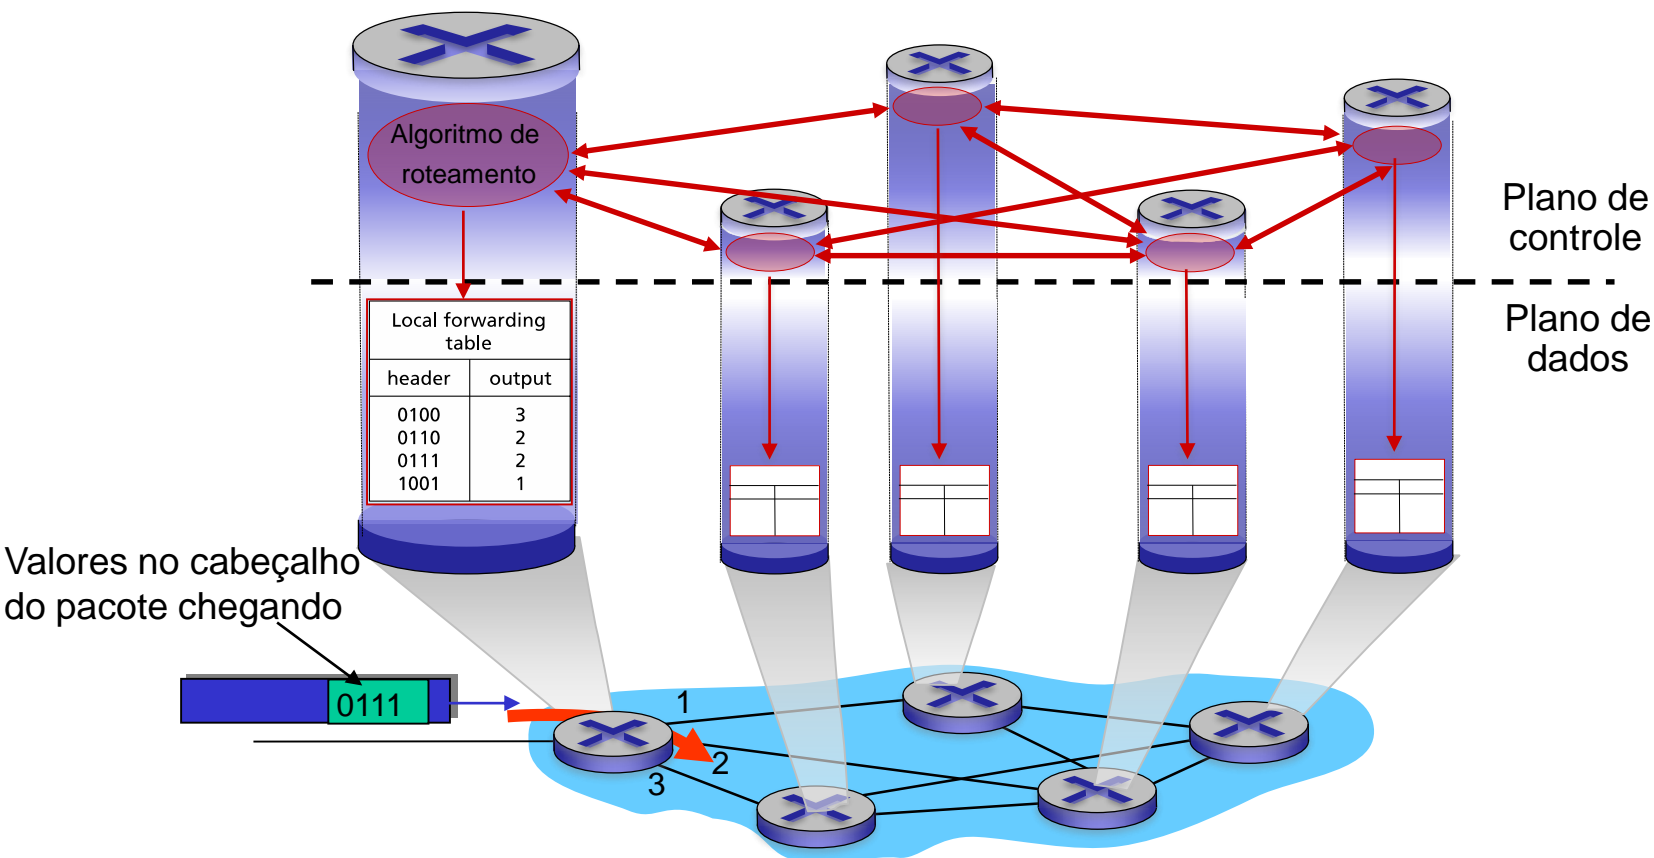 Algoritmo de
roteamento
Plano de
controle
Plano de
dados
Local forwarding
table
header output
0100 3
0110 2
0111 2
1001 1
Valores no cabeçalho
do pacote chegando
0111
1
2
3